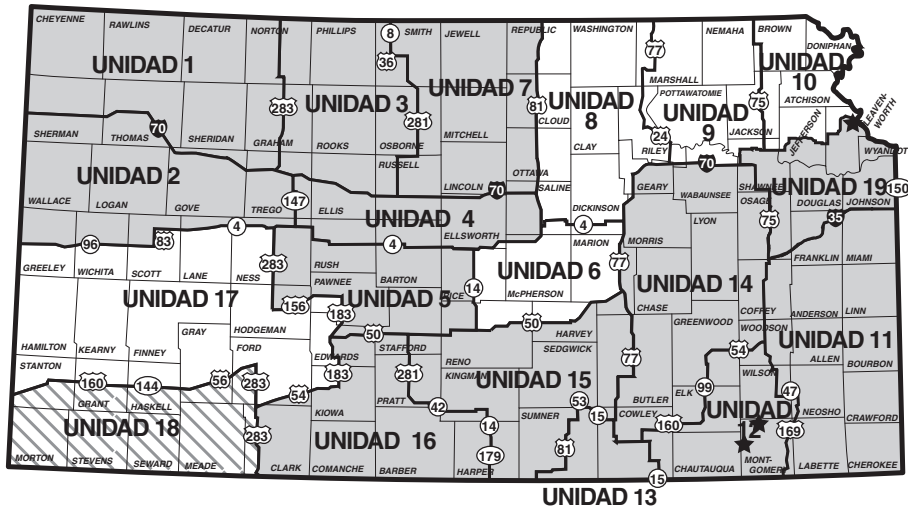 CHEYENNE RAWLINS DECATUR NORTON PHILLIPS 8 SMITH JEWELL REPUBLIC WASHINGTON NEMAHA BROWN
DONIPHAN
UNIDAD 1 36 77 MARSHALL UNIDAD 10
283 UNIDAD 3 281 UNIDAD 7 81 UNIDAD 8 POTTAWATOMIE UNIDAD 9 75 ATCHISON
CLOUD
LEAVEN-
WORTH
SHERMAN 70 THOMAS SHERIDAN GRAHAM ROOKS OSBORNE MITCHELL CLAY 24 RILEY JACKSON JEFFERSON WYANDOT
RUSSELL
UNIDAD 2 LINCOLN 70 OTTAWA 70
SALINE GEARY WABAUNSEE SHAWNEE UNIDAD 19 150
WALLACE LOGAN GOVE TREGO 147 ELLIS UNIDAD 4 ELLSWORTH DICKINSON LYON OSAGE DOUGLAS JOHNSON
4 4 4 75 35
96 83 MARION MORRIS
GREELEY WICHITA SCOTT LANE NESS 283 RUSH BARTON UNIDAD 6 77 FRANKLIN MIAMI
PAWNEE
UNIDAD 17 156 183 UNIDAD 5 RICE 14 McPHERSON UNIDAD 14
CHASE COFFEY ANDERSON LINN
GRAY HODGEMAN 50 50 HARVEY GREENWOOD WOODSON
HAMILTON KEARNY FINNEY FORD EDWARDS STAFFORD RENO SEDGWICK 54 UNIDAD 11
STANTON 183 281 KINGMAN 77 ALLEN BOURBON
160 144 56 283 54 UNIDAD 15 WILSON
GRANT HASKELL KIOWA PRATT 42 53 BUTLER ELK 99 47
UNIDAD 18 SUMNER 15 COWLEY UNIDAD 12 NEOSHO CRAWFORD
283 UNIDAD 16 14 81 160 169
MORTON STEVENS SEWARD MEADE CLARK COMANCHE BARBER HARPER 179 CHAUTAUQUA MONT-
GOMERY LABETTE CHEROKEE
15
UNIDAD 13